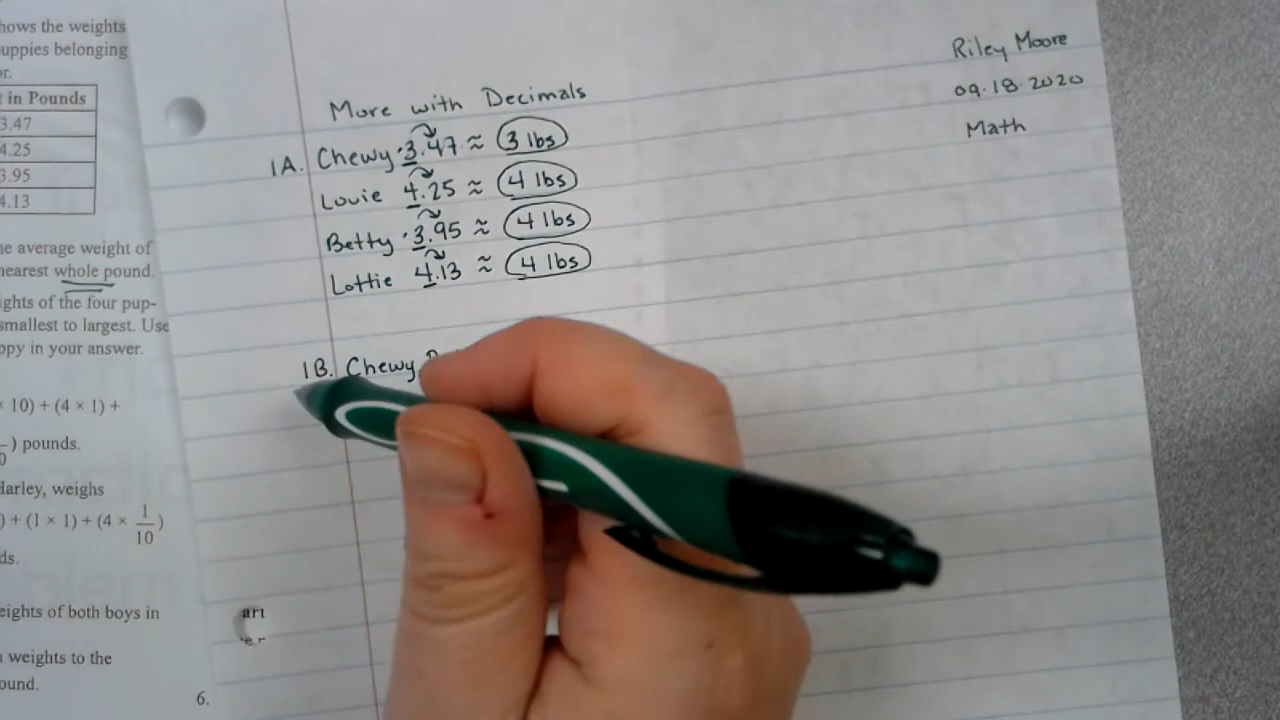 hows the weights
uppies belonging
r.
t in Pounds
3.47
4.25
3.95
4.13
ne average weight of
nearest whole pound.
ights of the four pup-
smallest to largest. Use
ppy in your answer.
× 10) + (4 × 1) +
) pounds.
Harley, weighs
) + (1 × 1) + (4 × 1/10)
ds.
eights of both boys in
weights to the
ound.
6.
Riley Moore
09.18.2020
Math
More with Decimals
1A. Chewy 3.47 ≈ 3 lbs
Louie 4.25 ≈ 4 lbs
Betty 3.95 ≈ 4 lbs
Lottie 4.13 ≈ 4 lbs
1B. Chewy